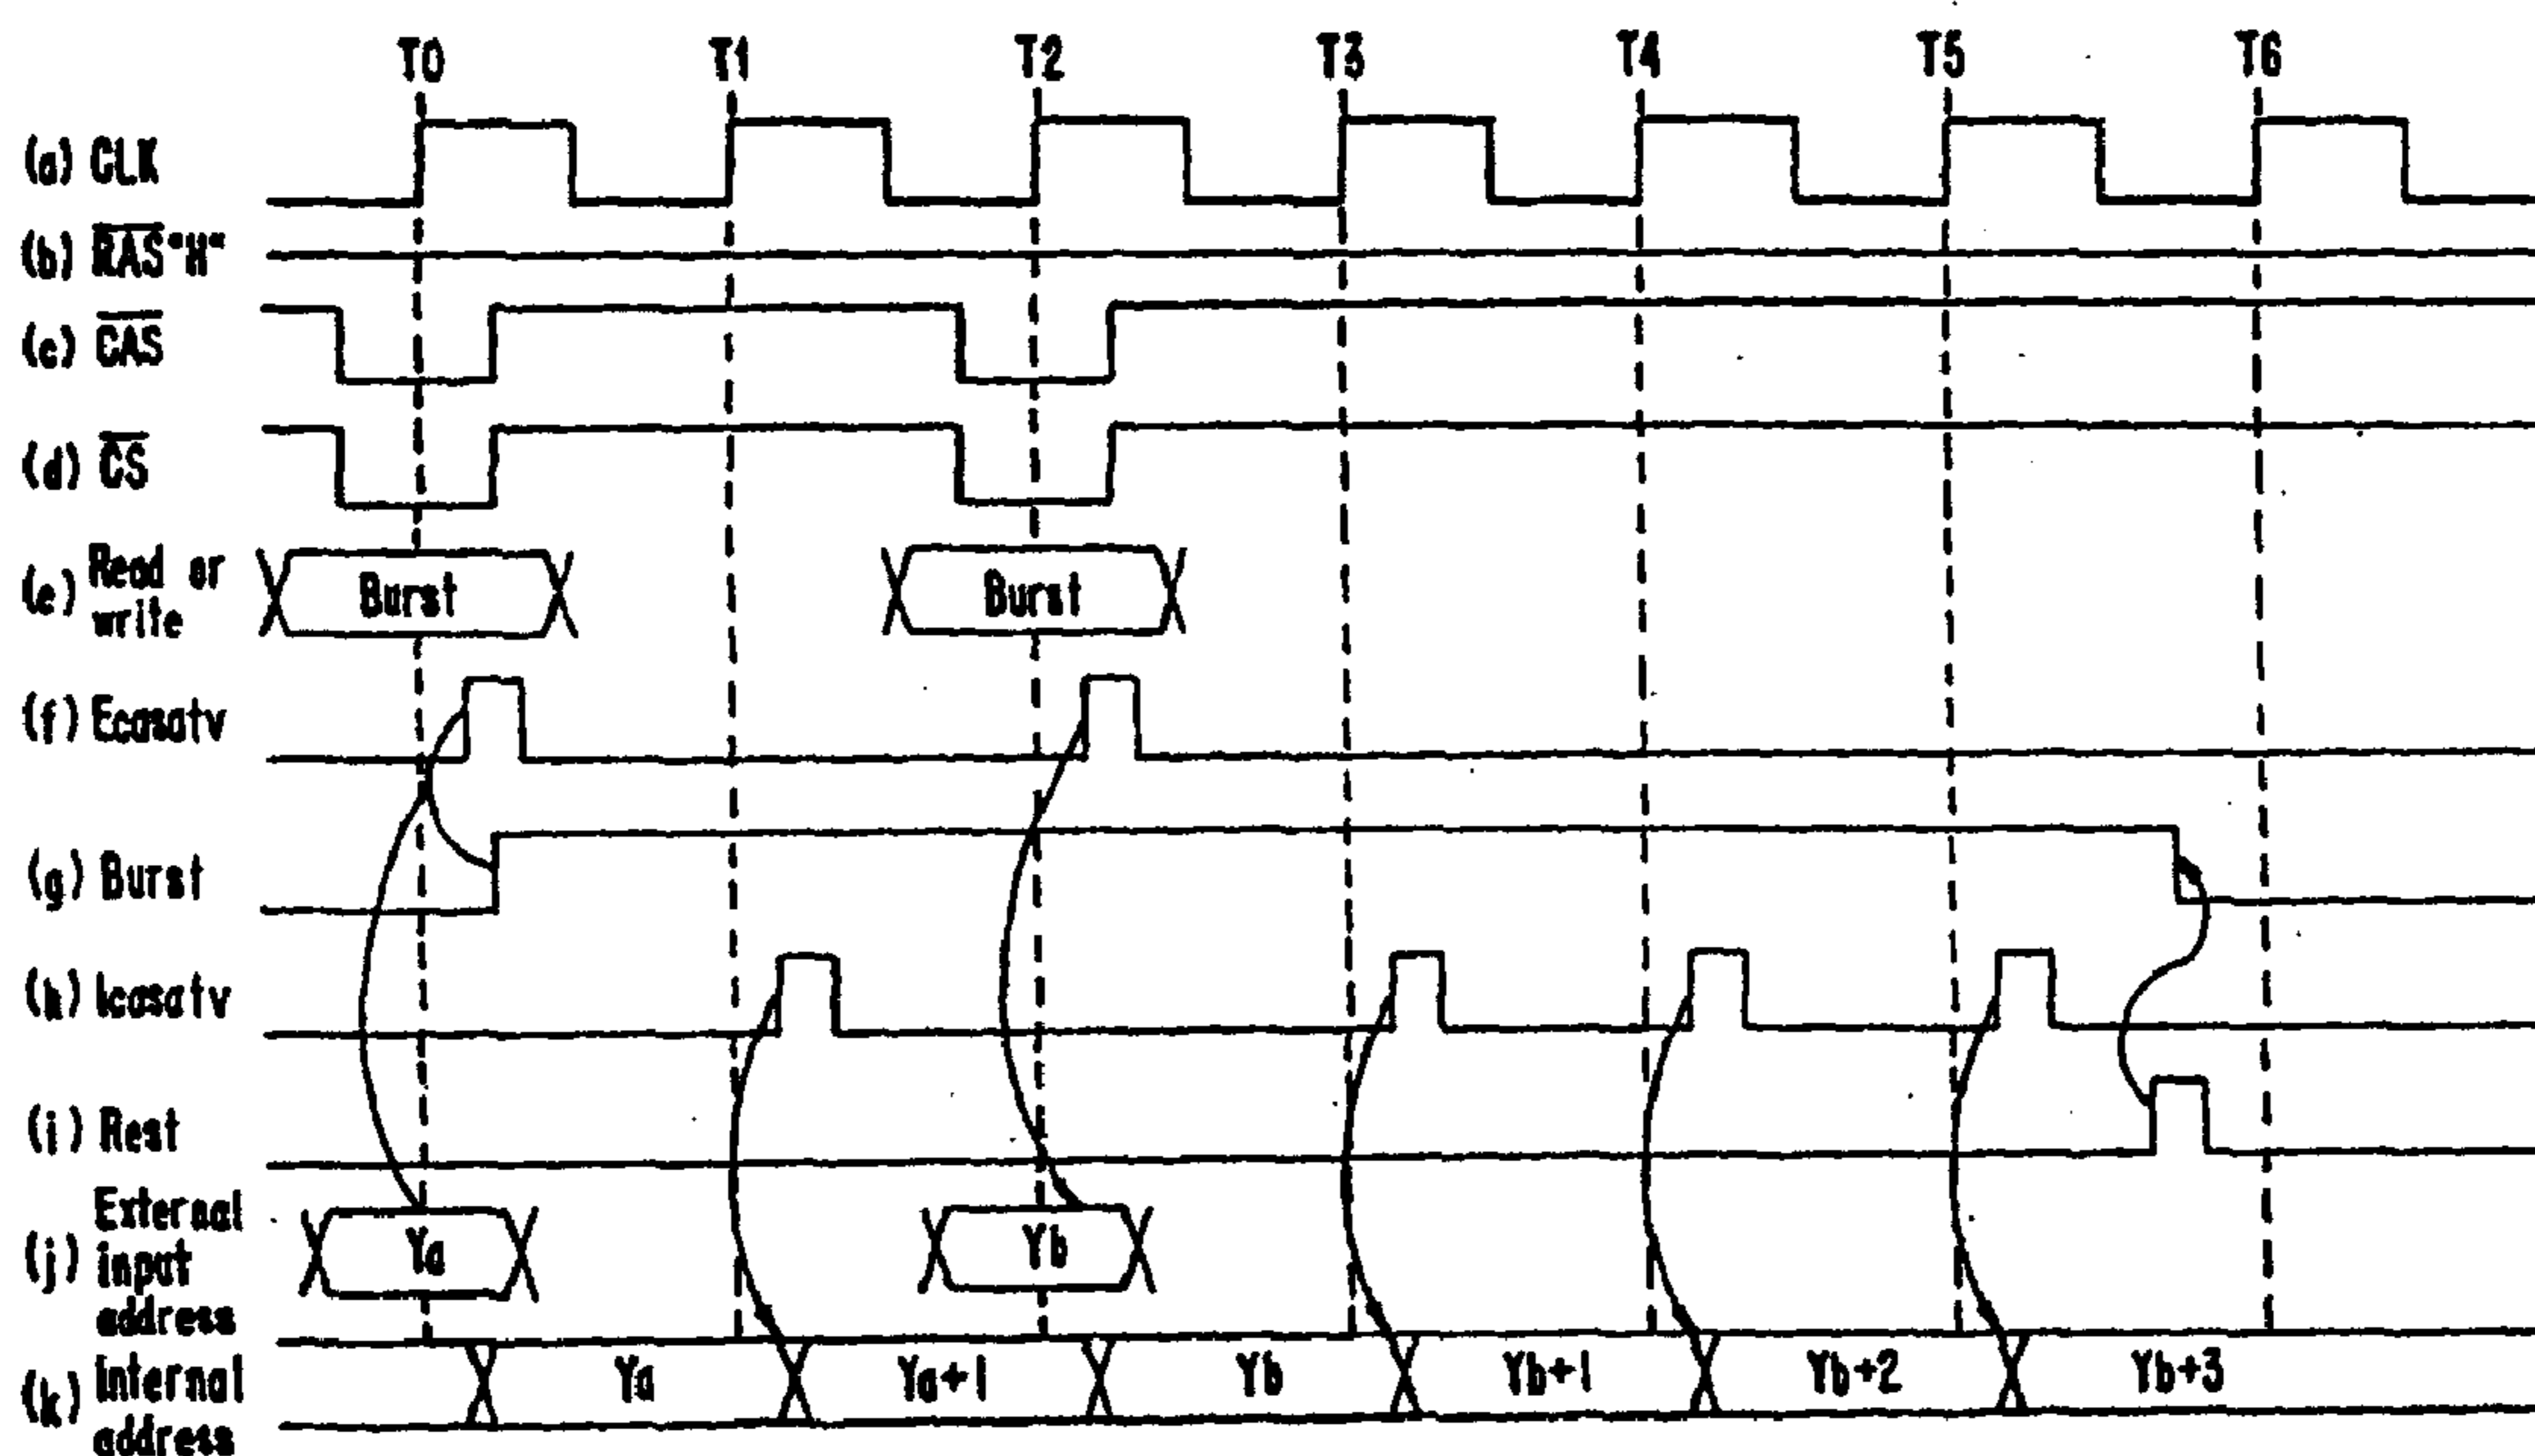 T0 T1 T2 T3 T4 T5 T6
(a) CLK
(b) RAS "H"
(c) CAS
(d) CS
(e) Read or write Burst Burst
(f) Ecasatv
(g) Burst
(h) Icasatv
(i) Rest
(j) External input address Ya Yb
(k) Internal address Ya Ya+1 Yb Yb+1 Yb+2 Yb+3